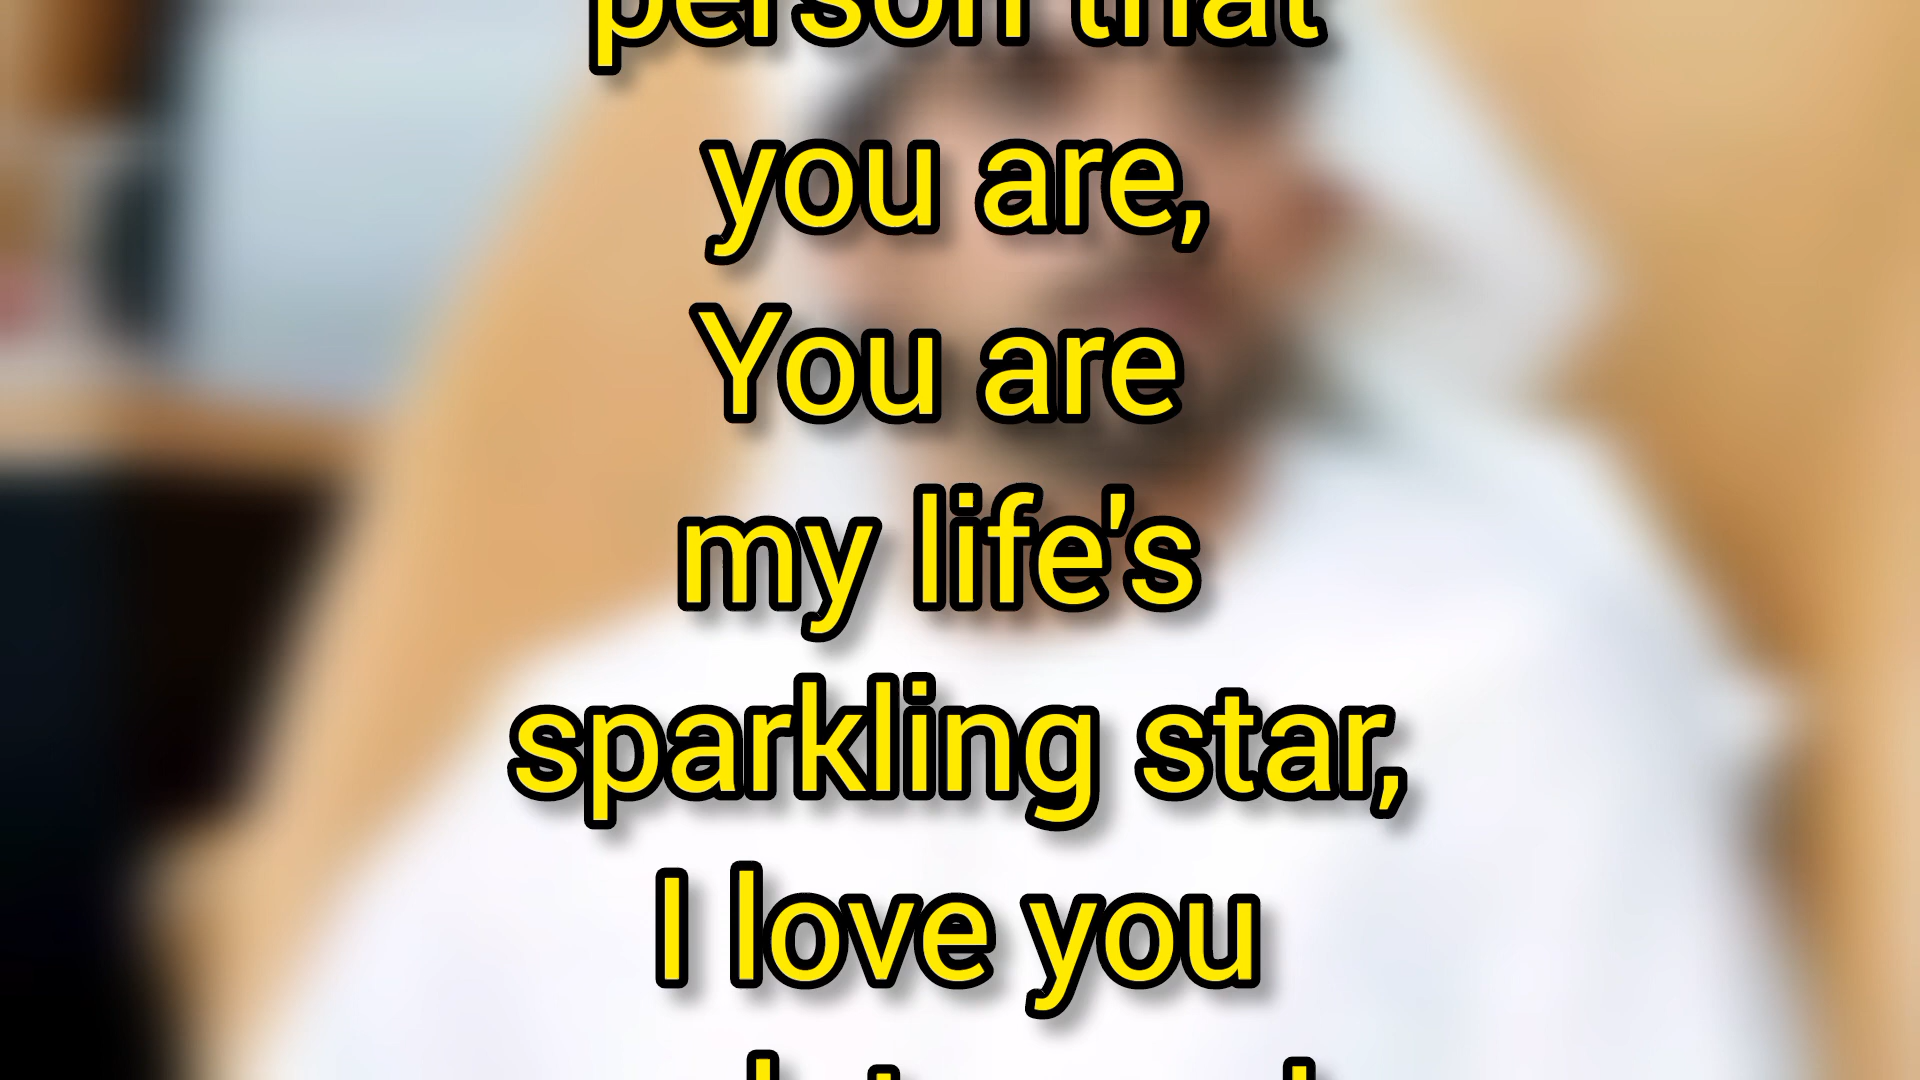 person that
you are,
You are
my life's
sparkling star,
I love you